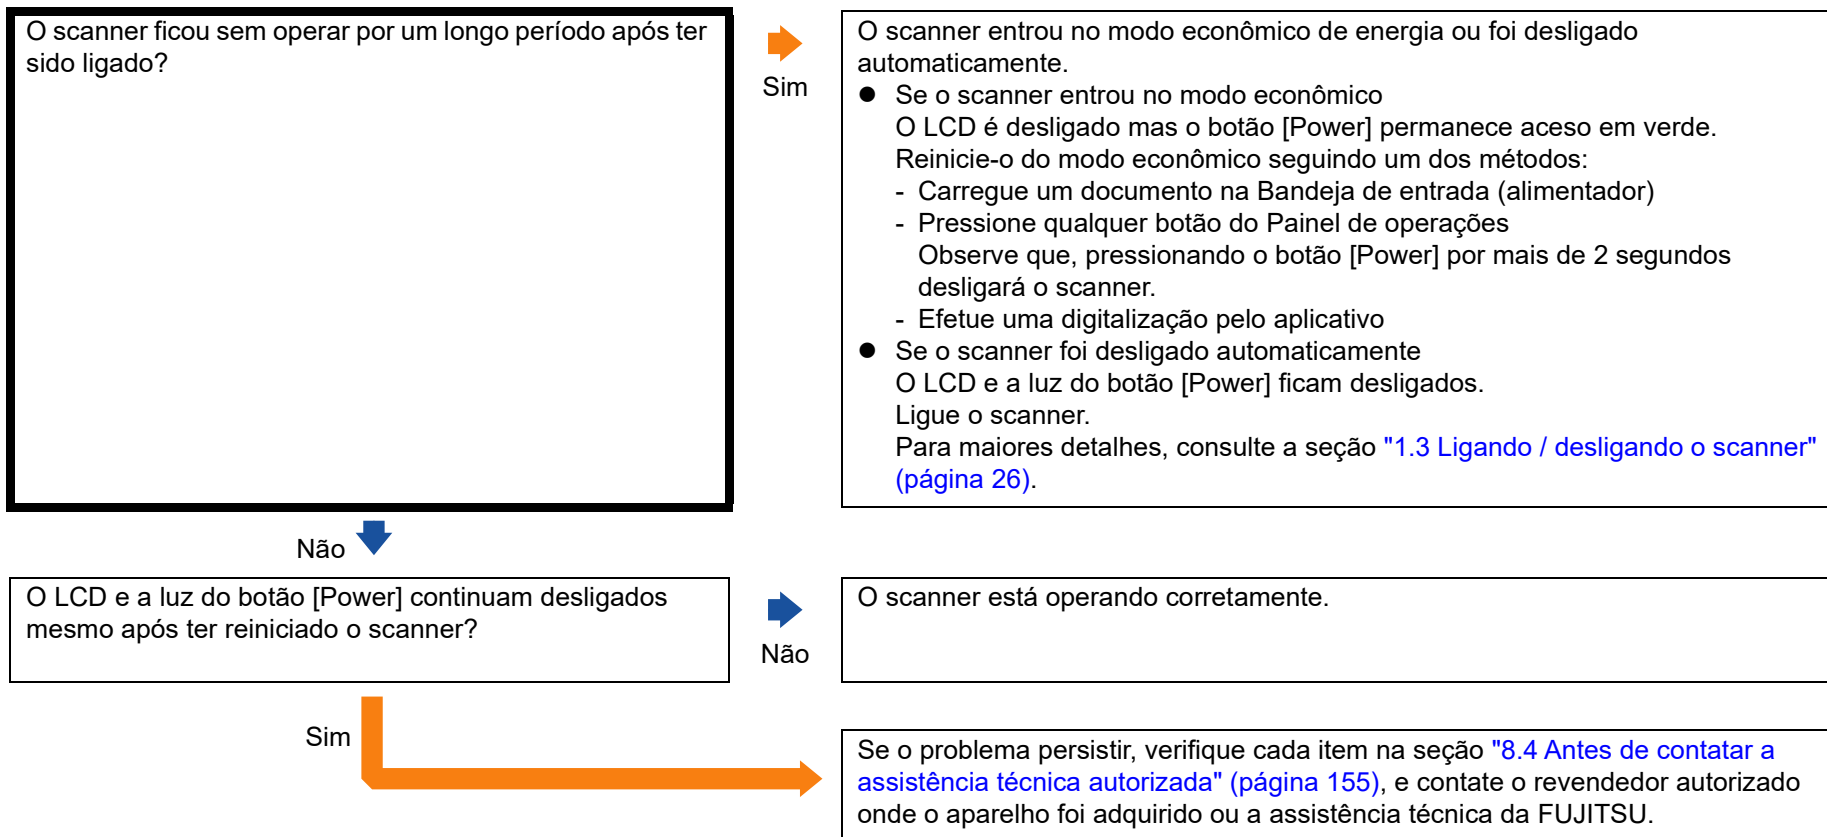 O scanner ficou sem operar por um longo período após ter
sido ligado?
Sim
O scanner entrou no modo econômico de energia ou foi desligado
automaticamente.
● Se o scanner entrou no modo econômico
O LCD é desligado mas o botão [Power] permanece aceso em verde.
Reinicie-o do modo econômico seguindo um dos métodos:
- Carregue um documento na Bandeja de entrada (alimentador)
- Pressione qualquer botão do Painel de operações
Observe que, pressionando o botão [Power] por mais de 2 segundos
desligará o scanner.
- Efetue uma digitalização pelo aplicativo
● Se o scanner foi desligado automaticamente
O LCD e a luz do botão [Power] ficam desligados.
Ligue o scanner.
Para maiores detalhes, consulte a seção "1.3 Ligando / desligando o scanner"
(página 26).
Não
O LCD e a luz do botão [Power] continuam desligados
mesmo após ter reiniciado o scanner?
Não
O scanner está operando corretamente.
Sim
Se o problema persistir, verifique cada item na seção "8.4 Antes de contatar a
assistência técnica autorizada" (página 155), e contate o revendedor autorizado
onde o aparelho foi adquirido ou a assistência técnica da FUJITSU.